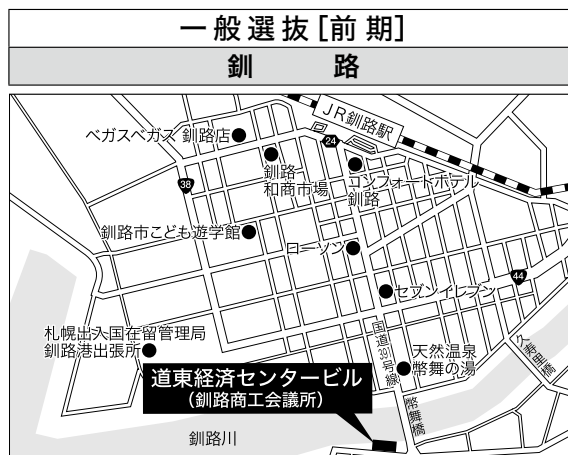 一般選抜［前期］
釧　路
ＪＲ釧路駅
ベガスベガス 釧路店
24
釧路
和商市場
コンフォートホテル
釧路
38
釧路市こども遊学館
ローソン
44
セブンイレブン
札幌出入国在留管理局
釧路港出張所
国道391号線
天然温泉
幣舞の湯
久寿里橋
道東経済センタービル
（釧路商工会議所）
幣舞橋
釧路川